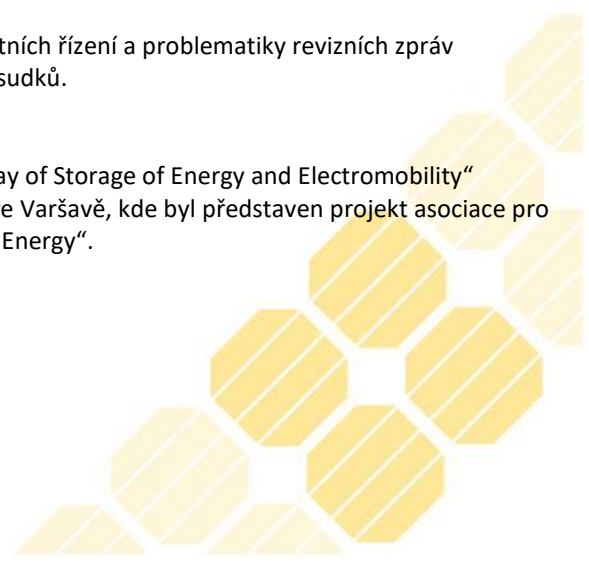 tních řízení a problematiky revizních zpráv
sudků.
ay of Storage of Energy and Electromobility“
e Varšavě, kde byl představen projekt asociace pro
Energy“.